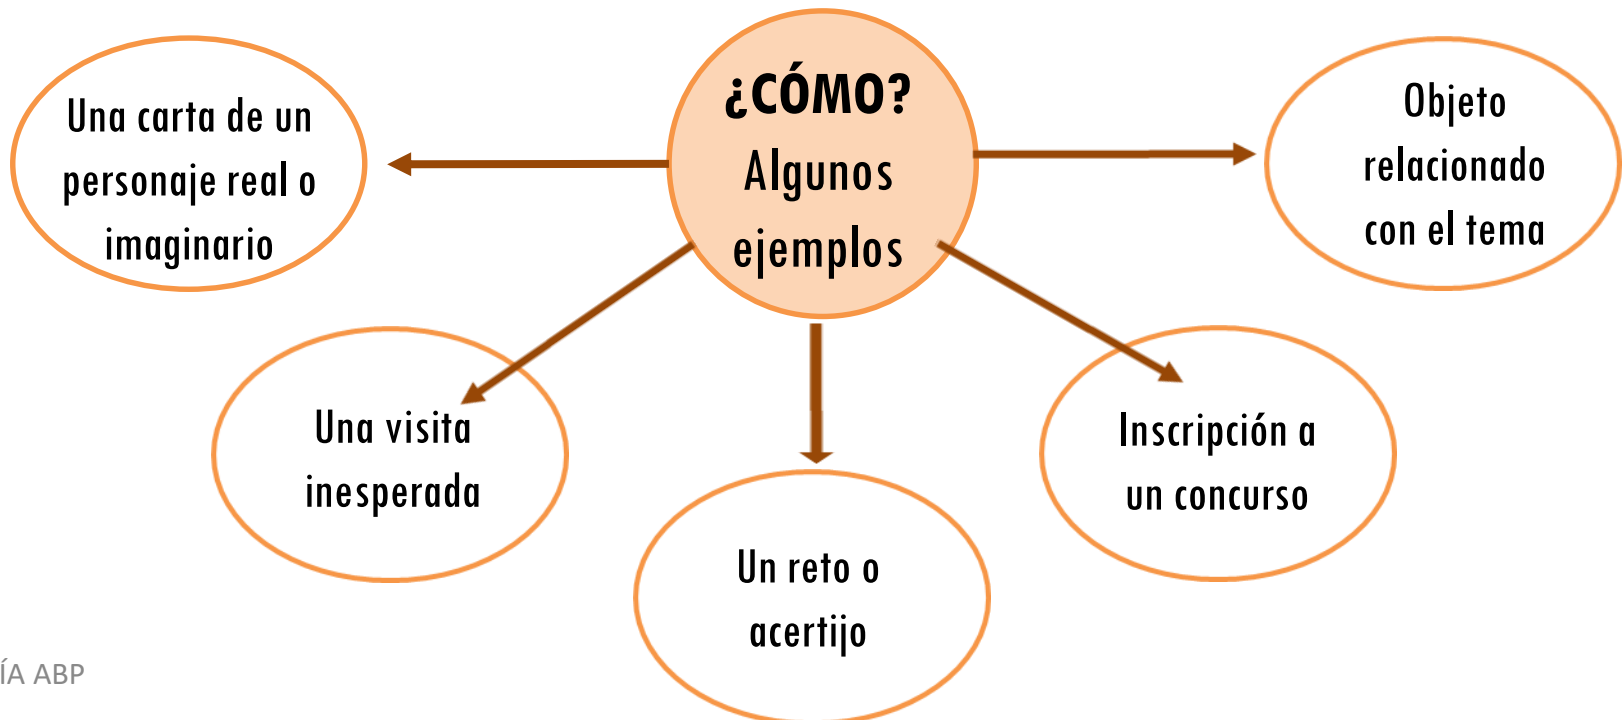 ¿CÓMO?
Algunos
ejemplos
Una carta de un
personaje real o
imaginario
Objeto
relacionado
con el tema
Una visita
inesperada
Inscripción a
un concurso
Un reto o
acertijo
ÍA ABP